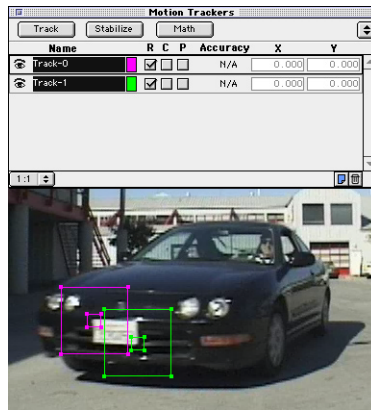 Motion Trackers
Track Stabilize Math
Name R C P Accuracy X Y
Track-0 N/A 0.000 0.000
Track-1 N/A 0.000 0.000
1:1